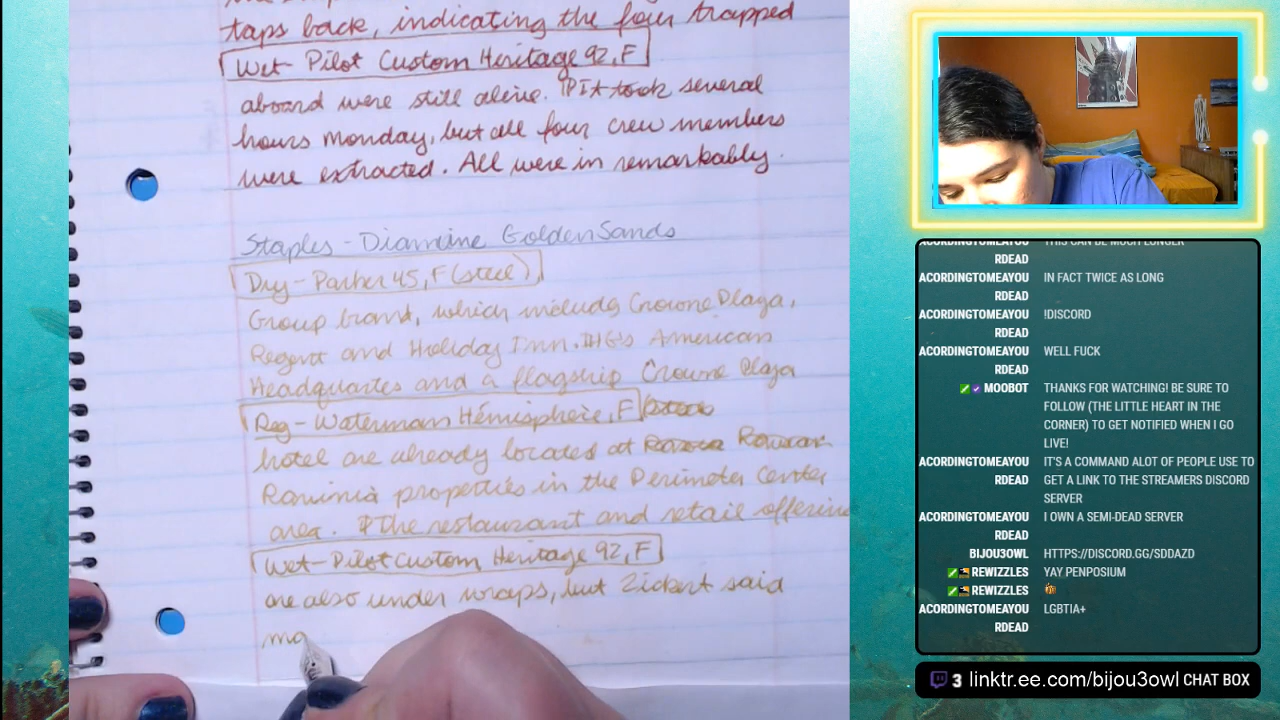 taps back, indicating the four trapped
Wet- Pilot Custom Heritage 92, F
aboard were still alive. It took several
hours Monday, but all four crew members
were extracted. All were in remarkably
Staples - Diamine Golden Sands
Dry- Parker 45, F (steel)
Group brand, which includes Crowne Plaza,
Regent and Holiday Inn. IHG's American
Headquartes and a flagship Crowne Plaza
Reg- Waterman Hémisphère, F
hotel are already located at
Ravinia properties in the Perimeter Center
area. The restaurant and retail offering
Wet- Pilot Custom Heritage 92, F
are also under wraps, but Zickert said
mo
ACORDINGTOMEAYOU THIS CAN BE MUCH LONGER
RDEAD
ACORDINGTOMEAYOU IN FACT TWICE AS LONG
RDEAD
ACORDINGTOMEAYOU !DISCORD
RDEAD
ACORDINGTOMEAYOU WELL FUCK
RDEAD
MOOBOT THANKS FOR WATCHING! BE SURE TO
FOLLOW (THE LITTLE HEART IN THE
CORNER) TO GET NOTIFIED WHEN I GO
LIVE!
ACORDINGTOMEAYOU IT'S A COMMAND ALOT OF PEOPLE USE TO
RDEAD GET A LINK TO THE STREAMERS DISCORD
SERVER
ACORDINGTOMEAYOU I OWN A SEMI-DEAD SERVER
RDEAD
BIJOU3OWL HTTPS://DISCORD.GG/SDDAZD
REWIZZLES YAY PENPOSIUM
REWIZZLES
ACORDINGTOMEAYOU LGBTIA+
RDEAD
3 linktr.ee.com/bijou3owl CHAT BOX